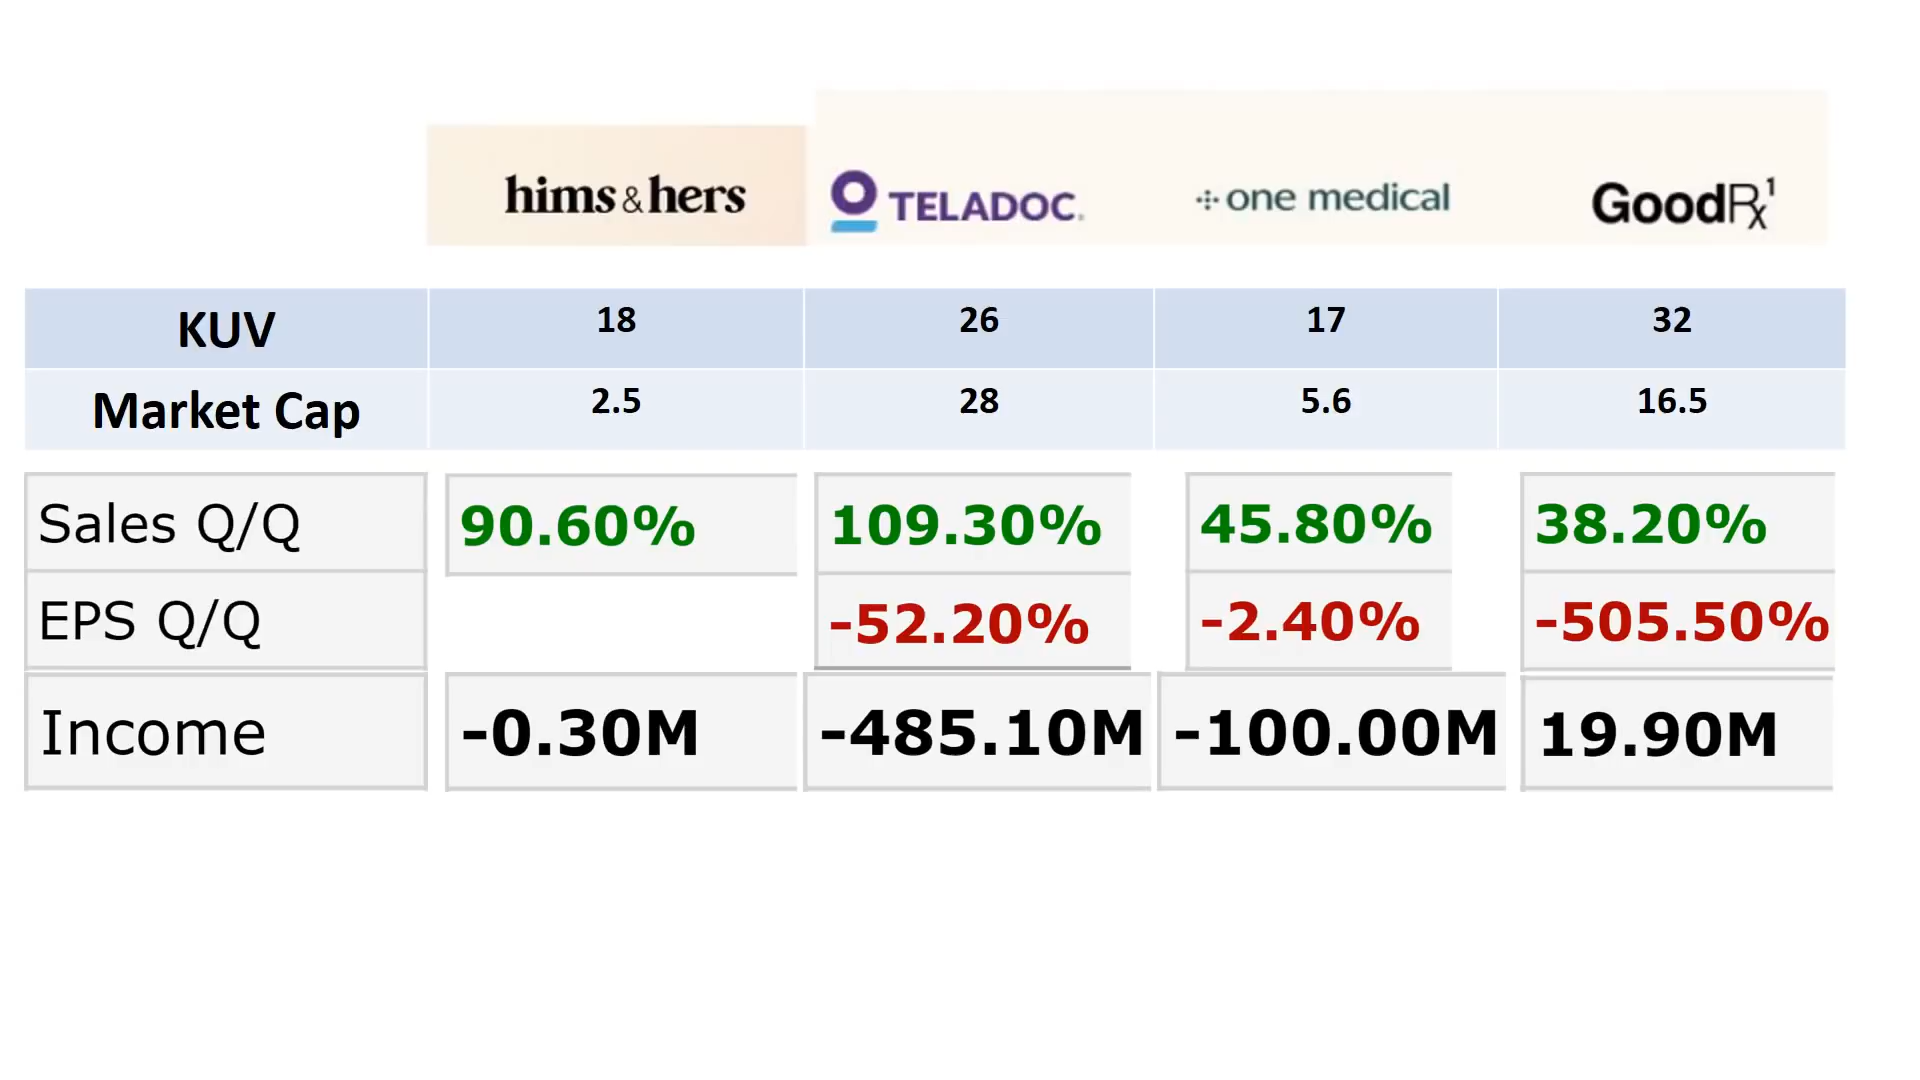 hims & hers TELADOC. one medical GoodRx¹
KUV 18 26 17 32
Market Cap 2.5 28 5.6 16.5
Sales Q/Q 90.60% 109.30% 45.80% 38.20%
EPS Q/Q -52.20% -2.40% -505.50%
Income -0.30M -485.10M -100.00M 19.90M